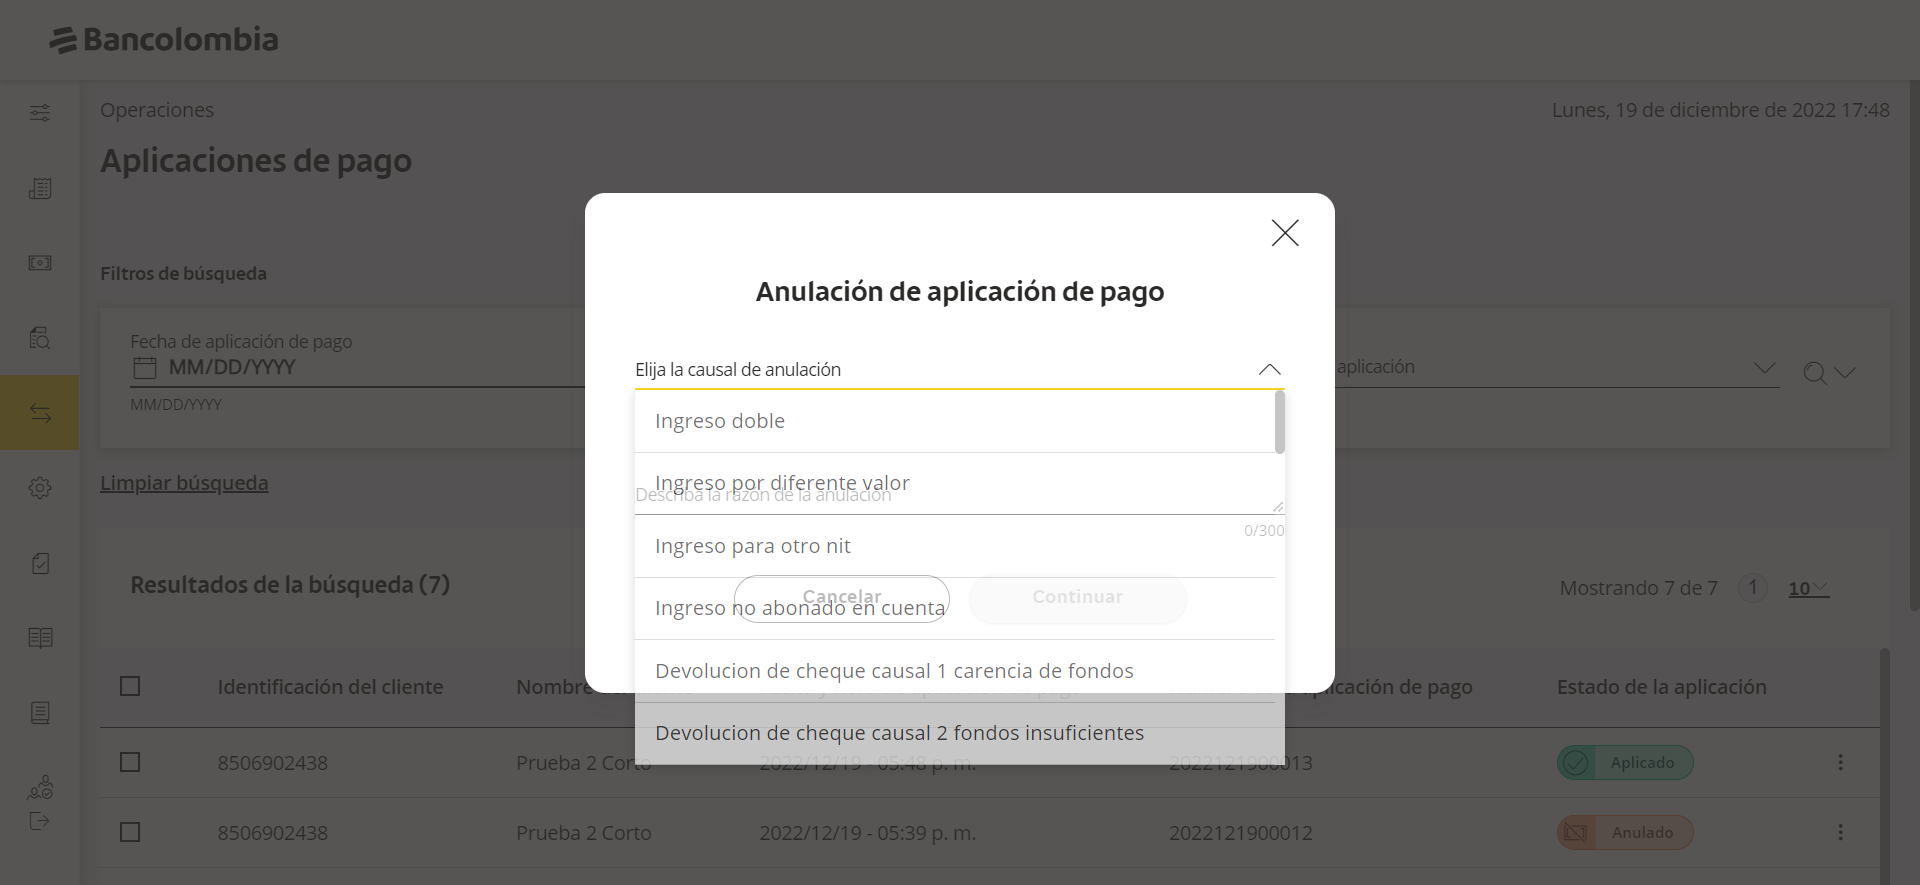 Bancolombia
Operaciones
Lunes, 19 de diciembre de 2022 17:48
Aplicaciones de pago
Filtros de búsqueda
Fecha de aplicación de pago
MM/DD/YYYY
MM/DD/YYYY
aplicación
Limpiar búsqueda
Anulación de aplicación de pago
Elija la causal de anulación
Ingreso doble
Ingreso por diferente valor
Describa la razón de la anulación
0/300
Ingreso para otro nit
Cancelar
Continuar
Ingreso no abonado en cuenta
Devolucion de cheque causal 1 carencia de fondos
Devolucion de cheque causal 2 fondos insuficientes
Resultados de la búsqueda (7)
Mostrando 7 de 7 1 10
Identificación del cliente Nombre aplicación de pago Estado de la aplicación
8506902438 Prueba 2 Corto 2022/12/19 - 05:48 p. m. 2022121900013 Aplicado
8506902438 Prueba 2 Corto 2022/12/19 - 05:39 p. m. 2022121900012 Anulado